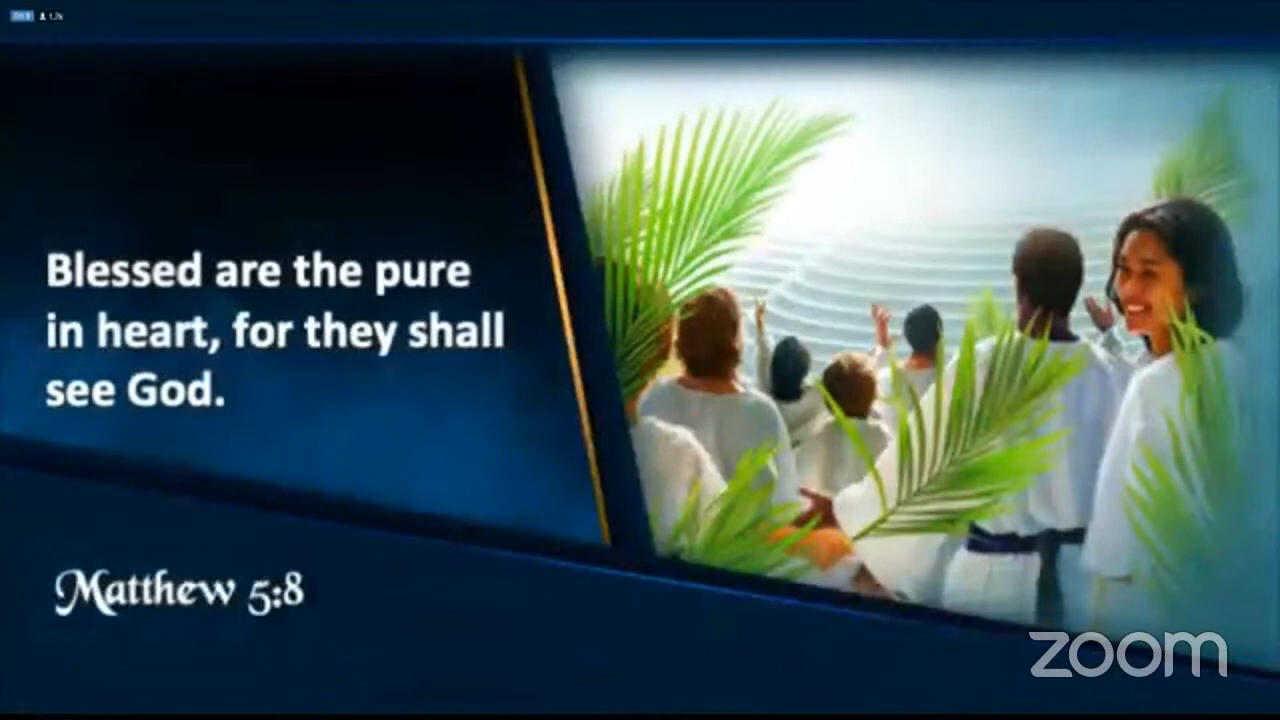 Blessed are the pure
in heart, for they shall
see God.
Matthew 5:8
zoom